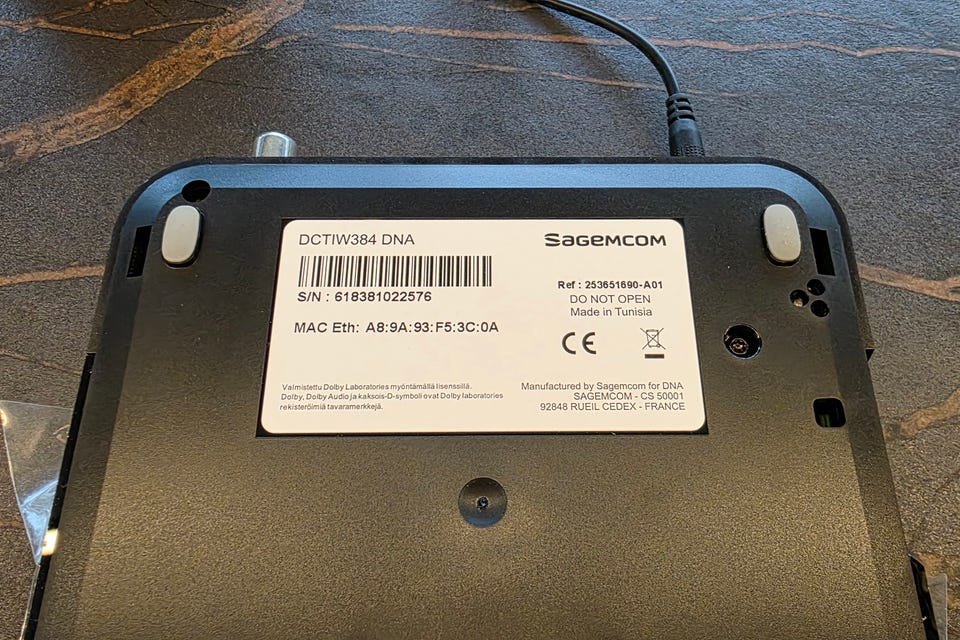 DCTIW384 DNA
SAGEMCOM
S/N : 618381022576
Ref : 253651690-A01
DO NOT OPEN
Made in Tunisia
MAC Eth: A8:9A:93:F5:3C:0A
CE
Valmistettu Dolby Laboratories myöntämällä lisenssillä.
Dolby, Dolby Audio ja kaksois-D-symboli ovat Dolby laboratories
rekisteröimiä tavaramerkkejä.
Manufactured by Sagemcom for DNA
SAGEMCOM - CS 50001
92848 RUEIL CEDEX - FRANCE